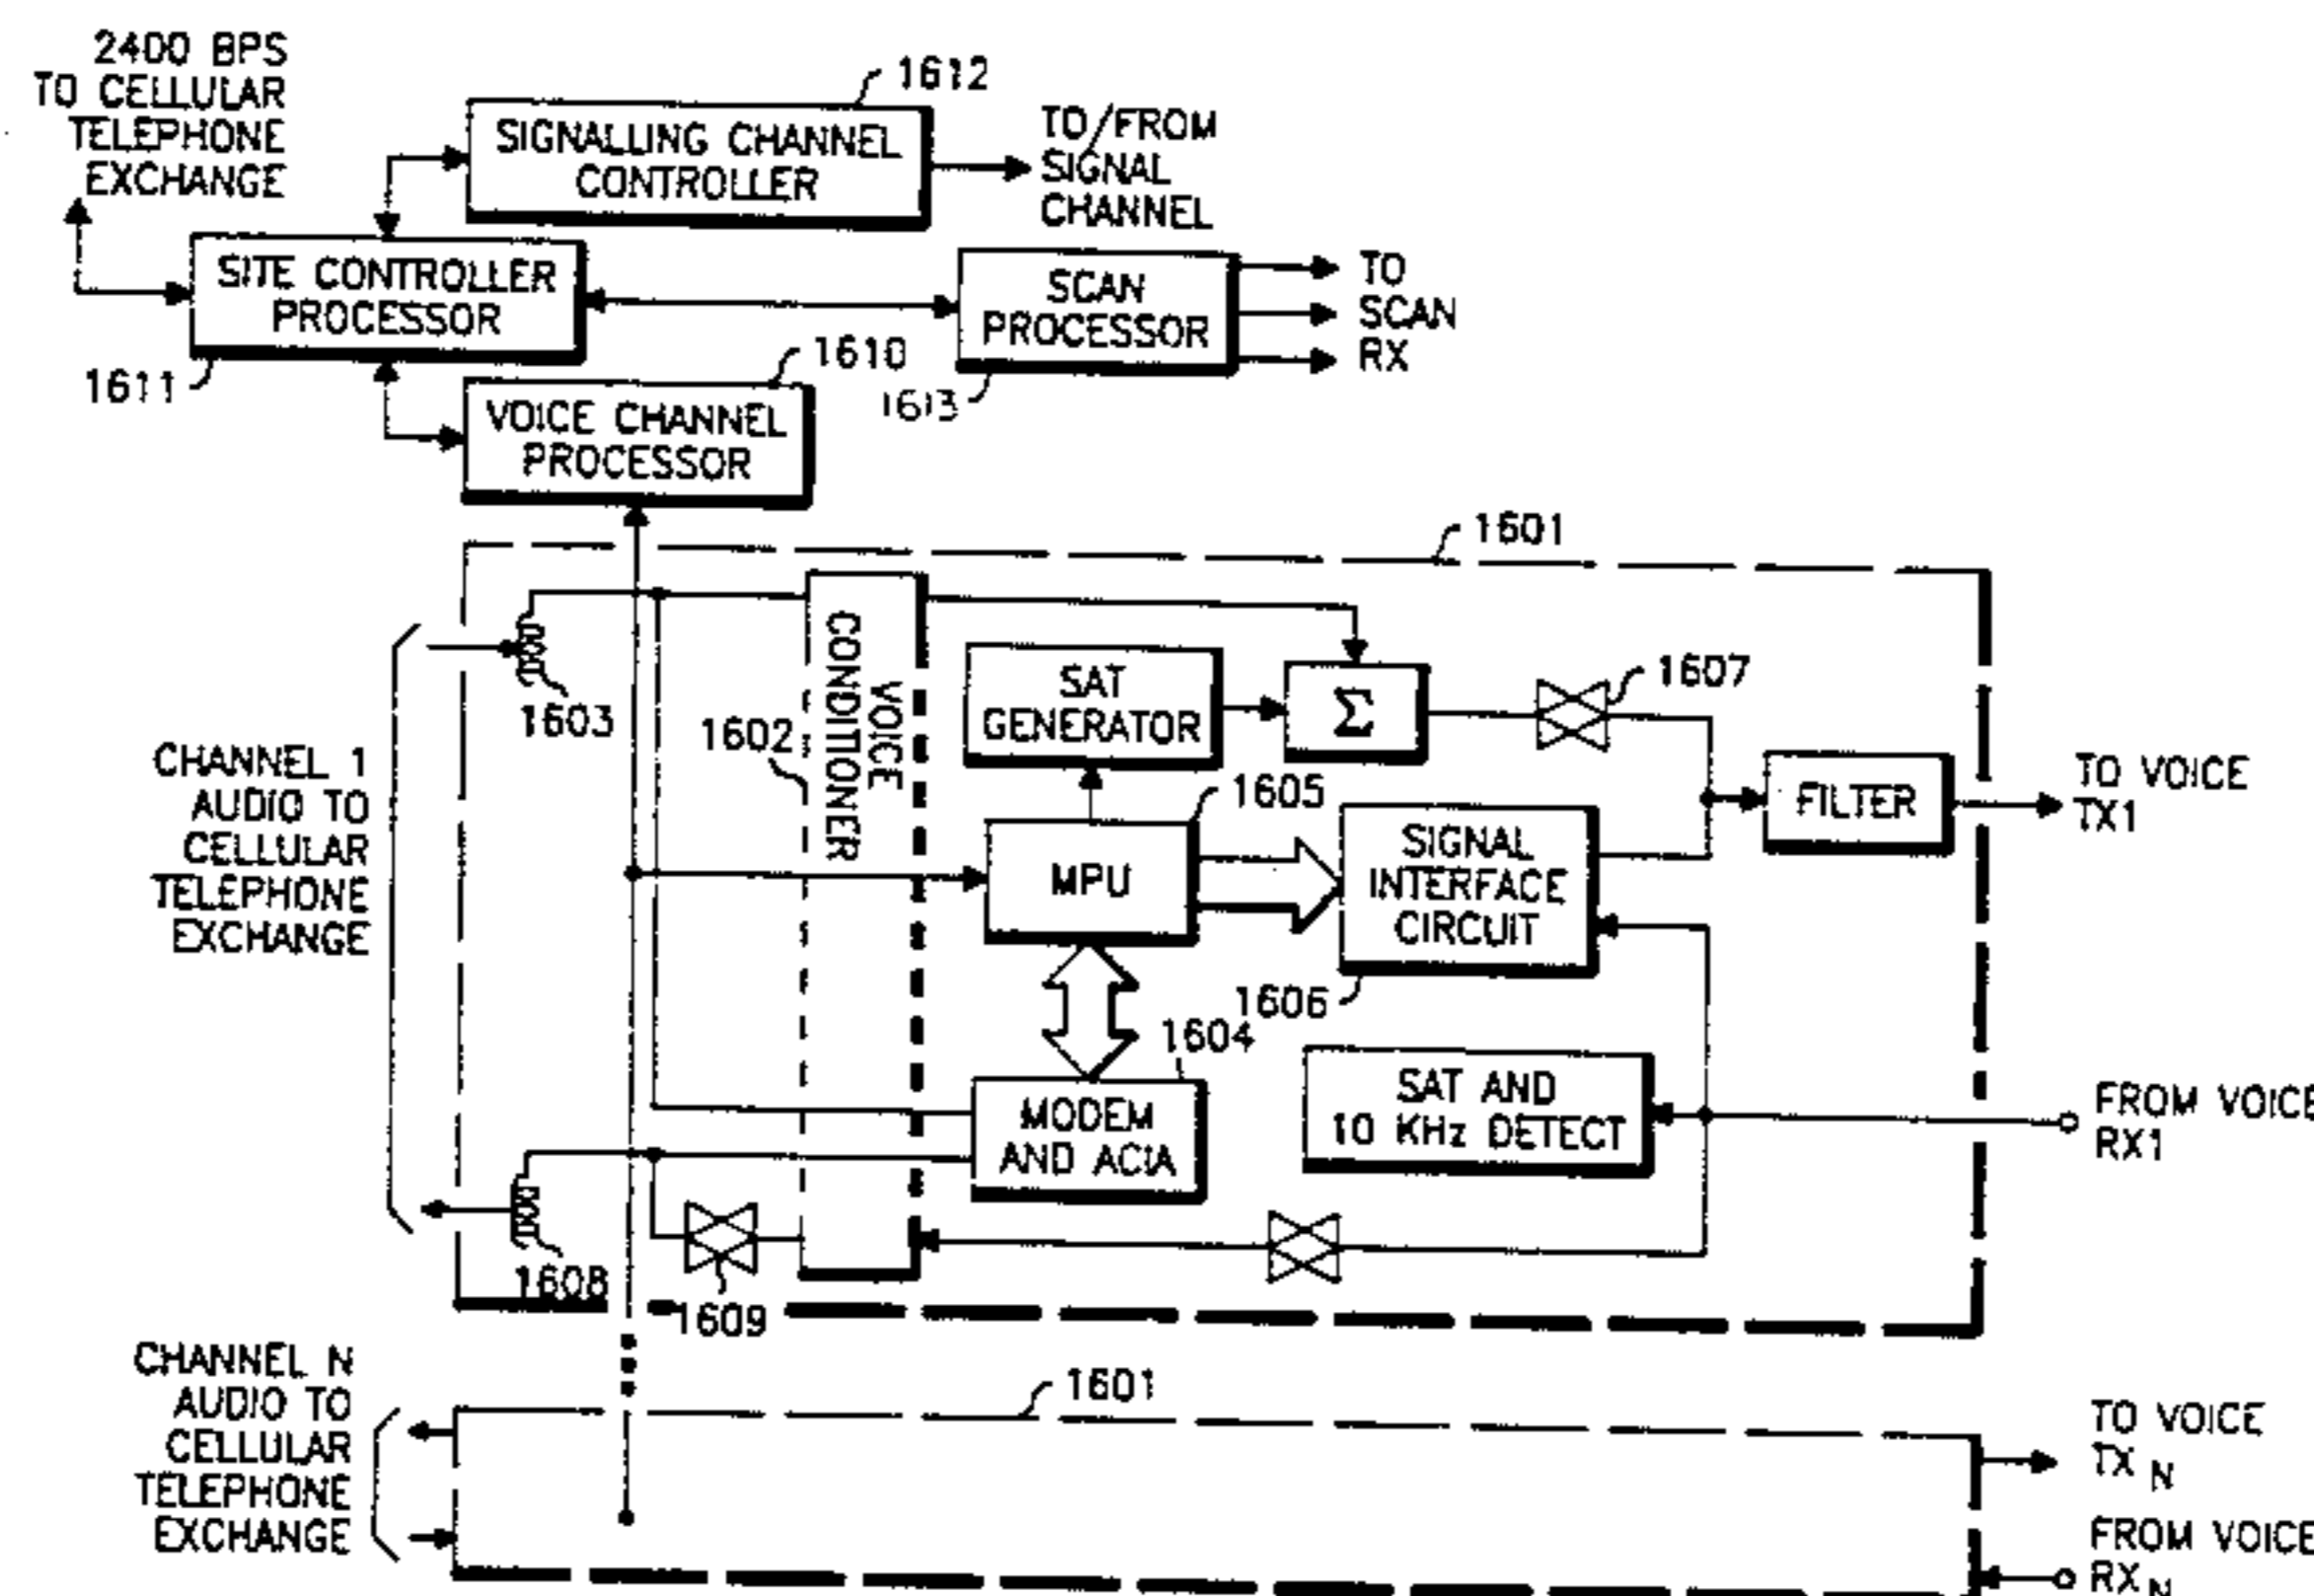 2400 BPS
TO CELLULAR
TELEPHONE
EXCHANGE
1612
SIGNALLING CHANNEL
CONTROLLER
TO/FROM
SIGNAL
CHANNEL
SITE CONTROLLER
PROCESSOR
1611
SCAN
PROCESSOR
1613
TO
SCAN
RX
1610
VOICE CHANNEL
PROCESSOR
1601
CHANNEL 1
AUDIO TO
CELLULAR
TELEPHONE
EXCHANGE
1603
1602
VOICE
CONDITIONER
SAT
GENERATOR
Σ
1607
1605
MPU
SIGNAL
INTERFACE
CIRCUIT
1606
FILTER
TO VOICE
TX1
1604
MODEM
AND ACIA
SAT AND
10 KHz DETECT
FROM VOICE
RX1
1608
1609
CHANNEL N
AUDIO TO
CELLULAR
TELEPHONE
EXCHANGE
1601
TO VOICE
TX N
FROM VOICE
RX N